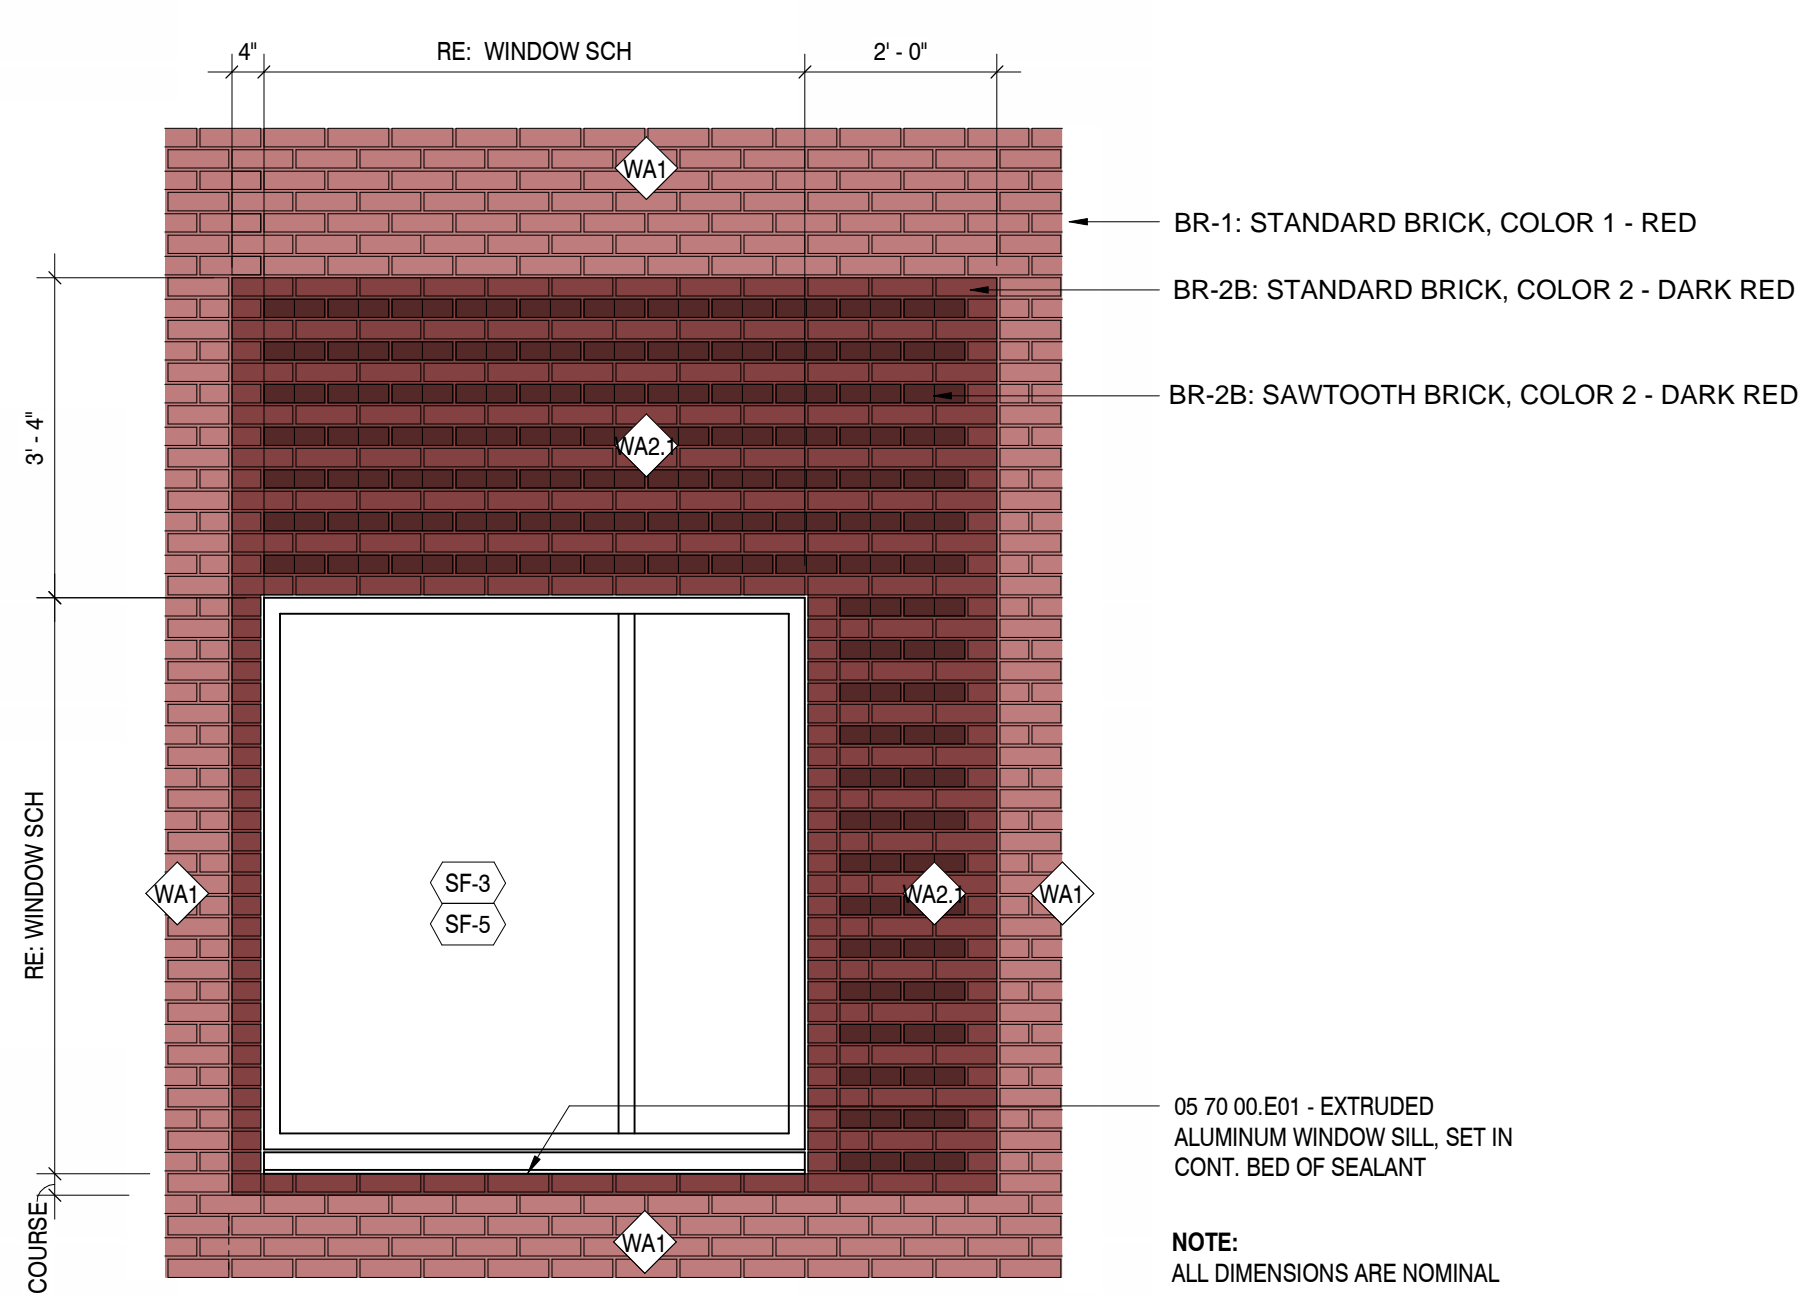 4" RE: WINDOW SCH 2' - 0"
WA1
BR-1: STANDARD BRICK, COLOR 1 - RED
BR-2B: STANDARD BRICK, COLOR 2 - DARK RED
BR-2B: SAWTOOTH BRICK, COLOR 2 - DARK RED
3' - 4"
WA2.1
RE: WINDOW SCH
WA1
SF-3
SF-5
WA2.1
WA1
05 70 00.E01 - EXTRUDED
ALUMINUM WINDOW SILL, SET IN
CONT. BED OF SEALANT
COURSE
WA1
NOTE:
ALL DIMENSIONS ARE NOMINAL